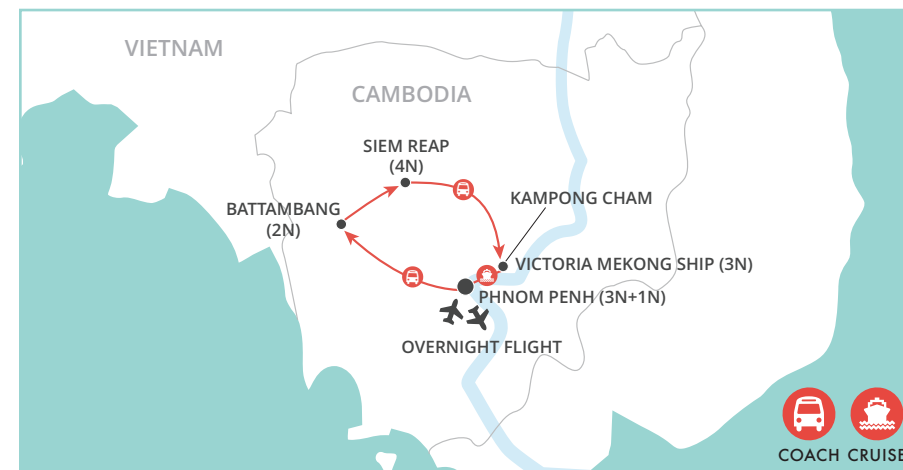 VIETNAM
CAMBODIA
SIEM REAP
(4N)
KAMPONG CHAM
BATTAMBANG
(2N)
VICTORIA MEKONG SHIP (3N)
PHNOM PENH (3N+1N)
OVERNIGHT FLIGHT
COACH CRUISE